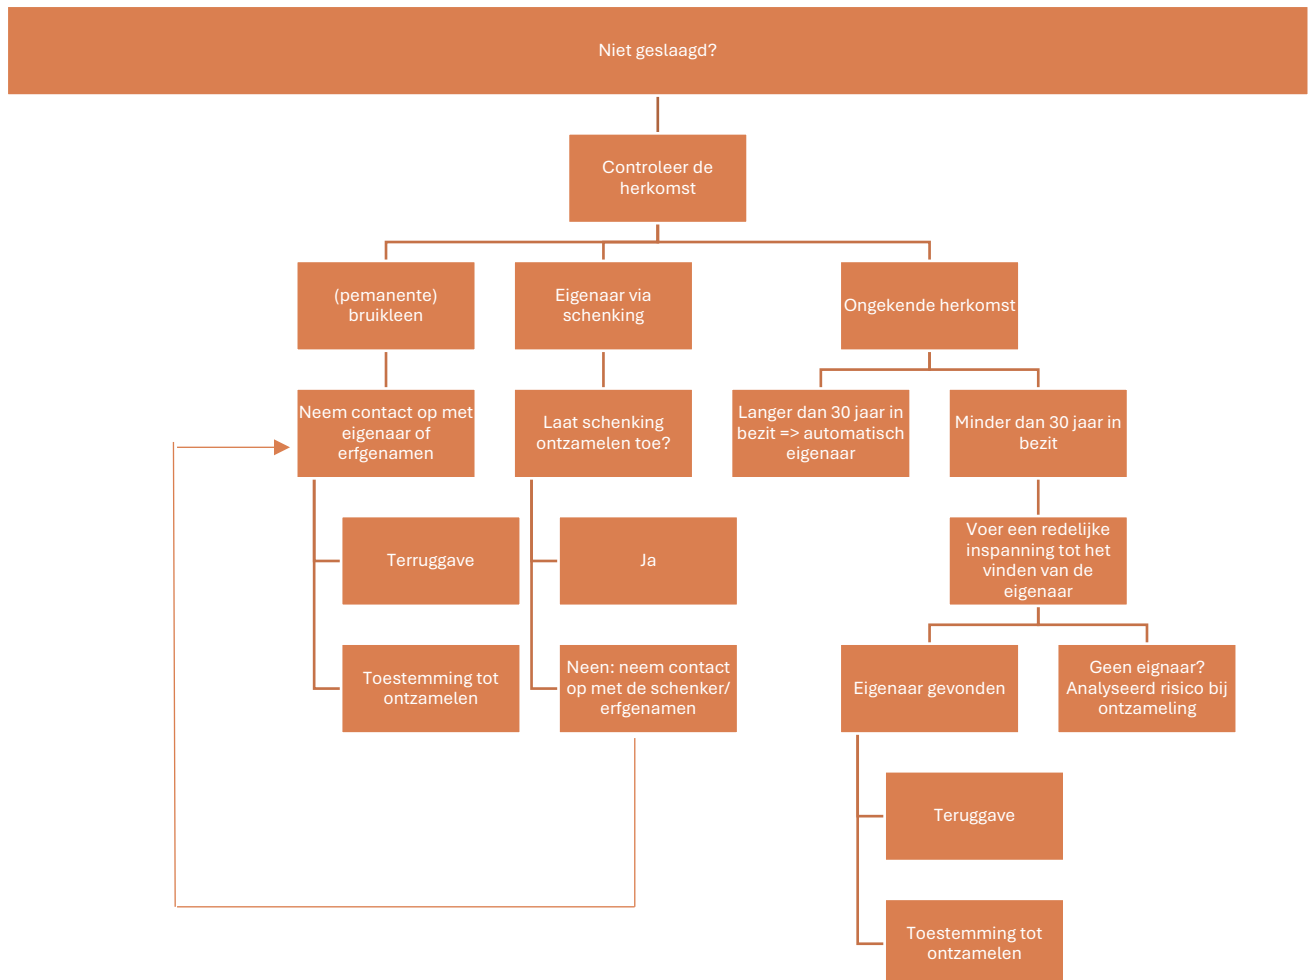 Niet geslaagd?
Controleer de
herkomst
(pemanente)
bruikleen
Eigenaar via
schenking
Ongekende herkomst
Neem contact op met
eigenaar of
erfgenamen
Laat schenking
ontzamelen toe?
Langer dan 30 jaar in
bezit => automatisch
eigenaar
Minder dan 30 jaar in
bezit
Terruggave
Ja
Voer een redelijke
inspanning tot het
vinden van de
eigenaar
Toestemming tot
ontzamelen
Neen: neem contact
op met de schenker/
erfgenamen
Eigenaar gevonden
Geen eignaar?
Analyseerd risico bij
ontzameling
Teruggave
Toestemming tot
ontzamelen